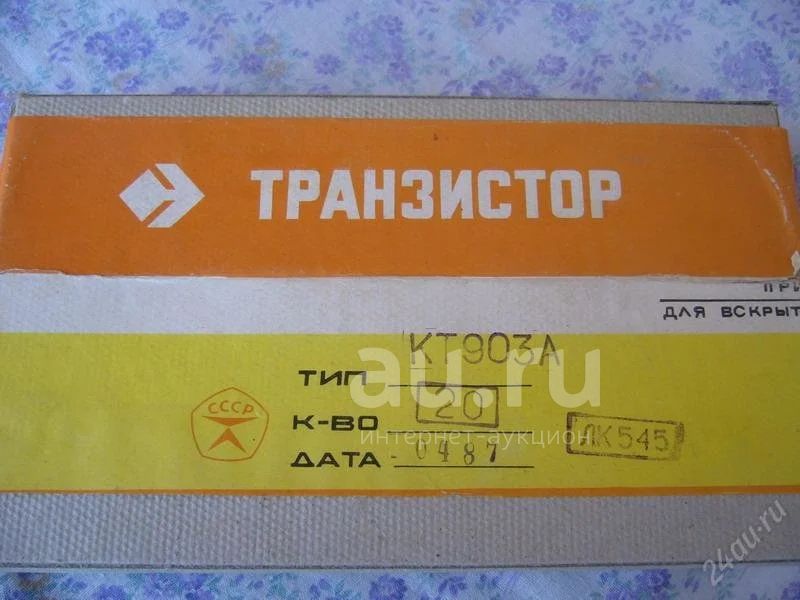 ТРАНЗИСТОР
ДЛЯ ВСКРЫТ
ТИП КТ903А
К-ВО 20
ДАТА 0487
СССР
ОК545
au.ru
интернет-аукцион
24au.ru